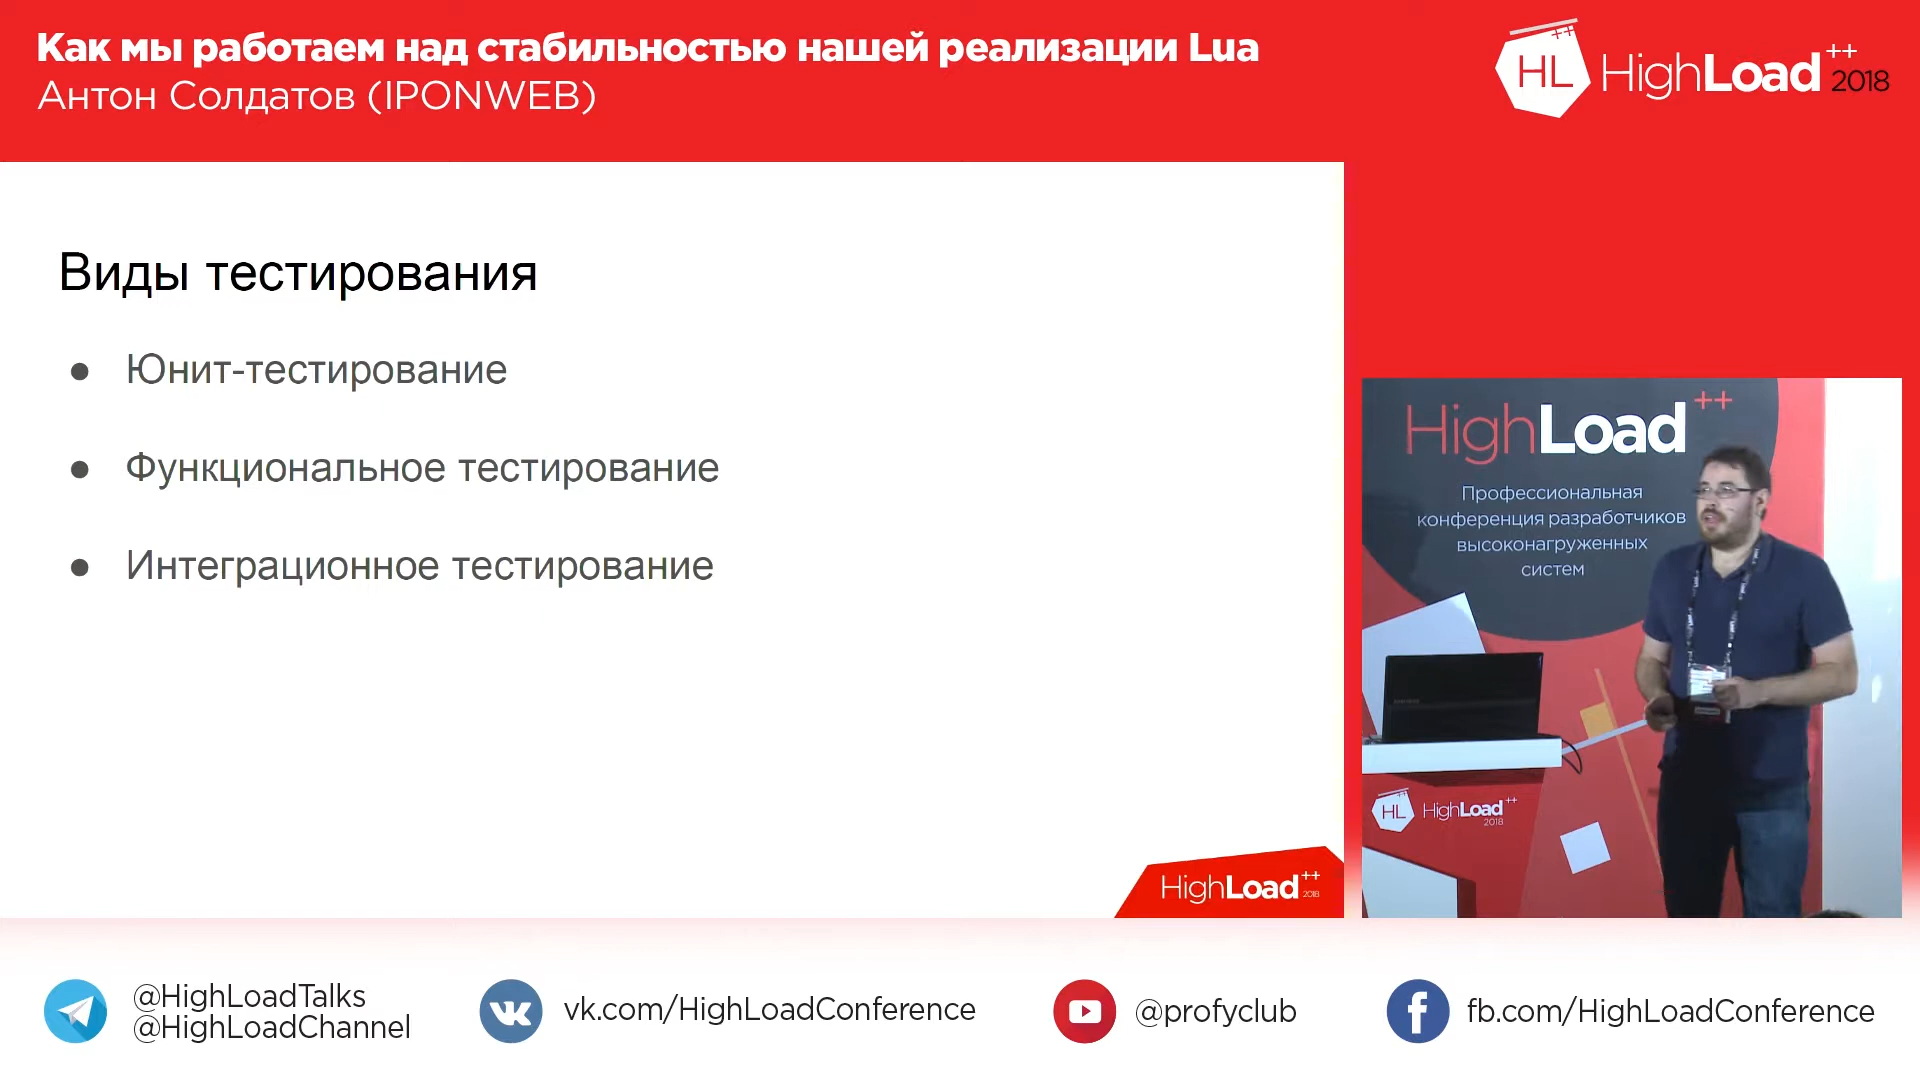 Как мы работаем над стабильностью нашей реализации Lua
Антон Солдатов (IPONWEB)
HL++
HighLoad++ 2018
Виды тестирования
● Юнит-тестирование
● Функциональное тестирование
● Интеграционное тестирование
HighLoad++ 2018
HighLoad++
Профессиональная
конференция разработчиков
высоконагруженных
систем
HL++
HighLoad++
2018
@HighLoadTalks
@HighLoadChannel
vk.com/HighLoadConference
@profyclub
fb.com/HighLoadConference